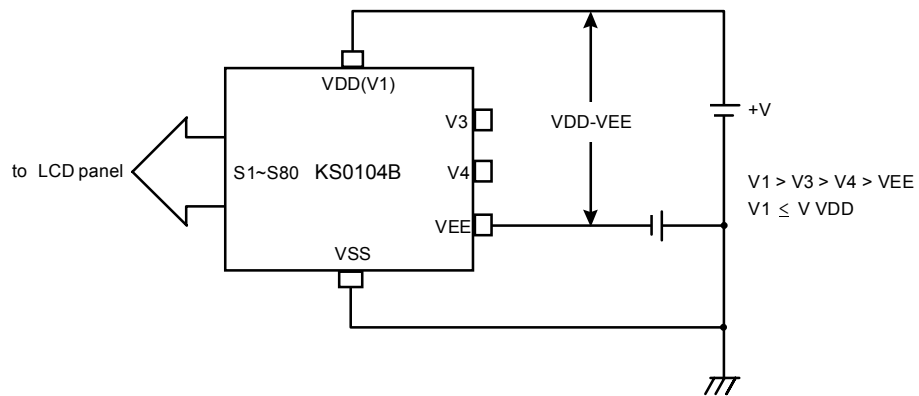 VDD(V1)
V3
VDD-VEE
+V
to LCD panel
S1~S80 KS0104B
V4
V1 > V3 > V4 > VEE
V1 ≤ V VDD
VEE
VSS